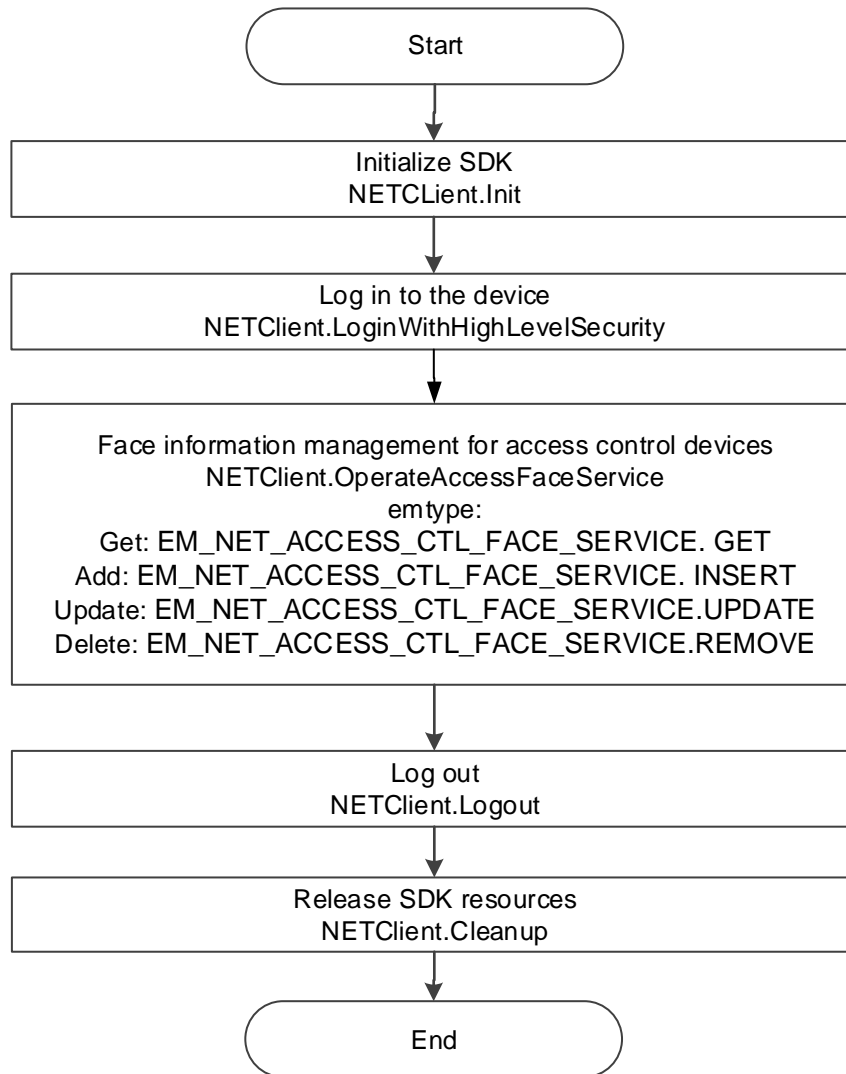 Start
Initialize SDK
NETCLient.Init
Log in to the device
NETClient.LoginWithHighLevelSecurity
Face information management for access control devices
NETClient.OperateAccessFaceService
emtype:
Get: EM_NET_ACCESS_CTL_FACE_SERVICE. GET
Add: EM_NET_ACCESS_CTL_FACE_SERVICE. INSERT
Update: EM_NET_ACCESS_CTL_FACE_SERVICE.UPDATE
Delete: EM_NET_ACCESS_CTL_FACE_SERVICE.REMOVE
Log out
NETClient.Logout
Release SDK resources
NETClient.Cleanup
End